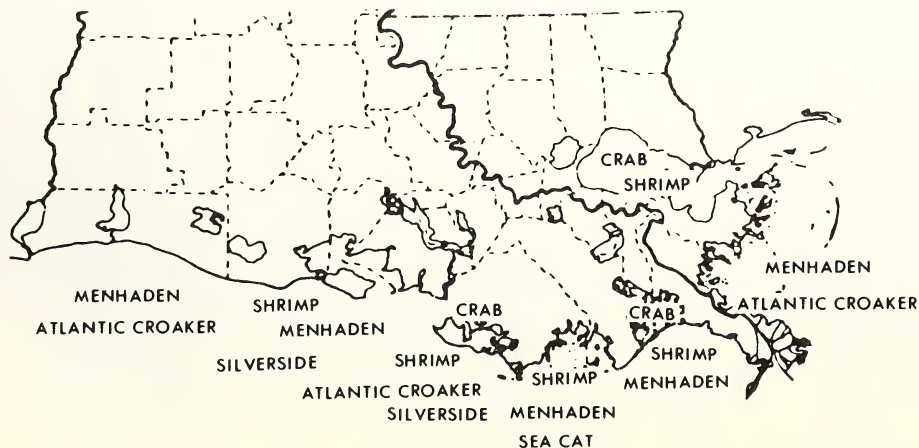 CRAB
SHRIMP
MENHADEN
ATLANTIC CROAKER
MENHADEN
ATLANTIC CROAKER
SHRIMP
MENHADEN
SILVERSIDE
CRAB
SHRIMP
ATLANTIC CROAKER
SILVERSIDE
SHRIMP
MENHADEN
SEA CAT
CRAB
SHRIMP
MENHADEN